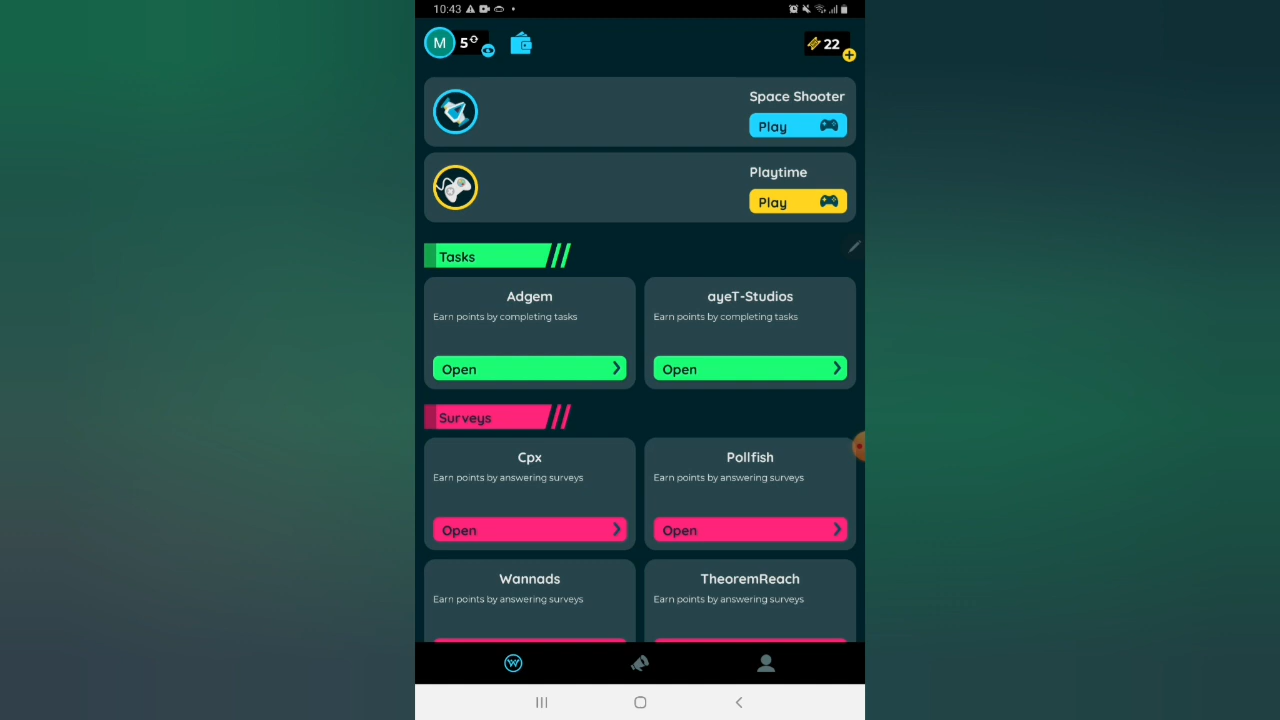 10:43
M 5 22
Space Shooter
Play
Playtime
Play
Tasks
Adgem
Earn points by completing tasks
Open
ayeT-Studios
Earn points by completing tasks
Open
Surveys
Cpx
Earn points by answering surveys
Open
Pollfish
Earn points by answering surveys
Open
Wannads
Earn points by answering surveys
TheoremReach
Earn points by answering surveys
W